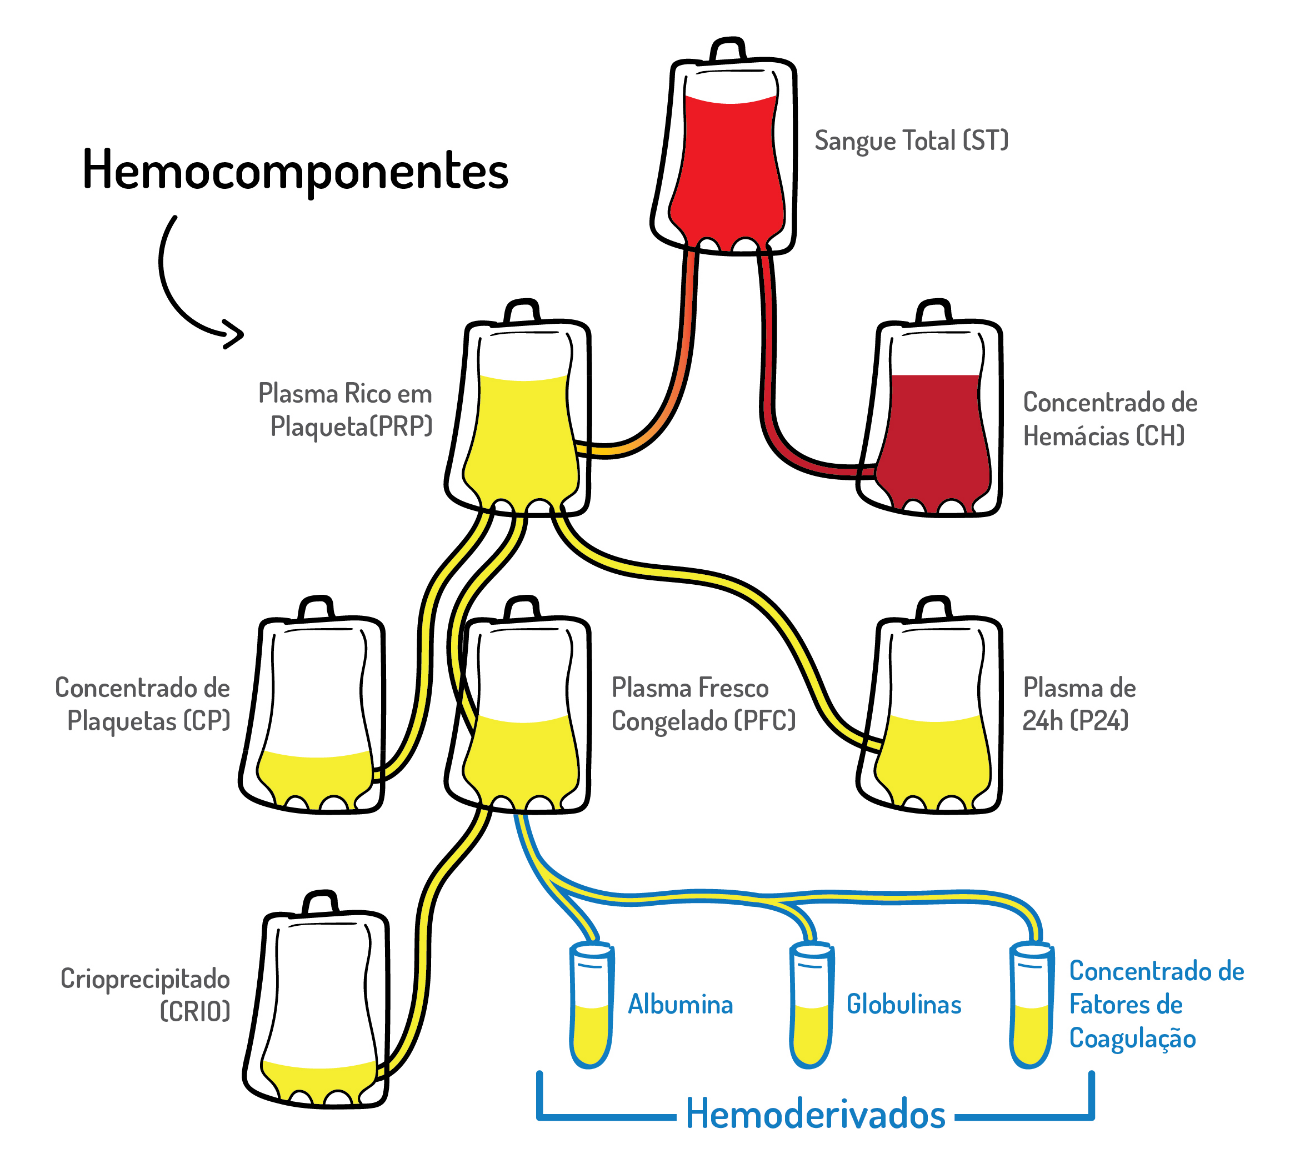 Sangue Total (ST)
Hemocomponentes
Plasma Rico em
Plaqueta(PRP)
Concentrado de
Hemácias (CH)
Concentrado de
Plaquetas (CP)
Plasma Fresco
Congelado (PFC)
Plasma de
24h (P24)
Crioprecipitado
(CRIO)
Albumina
Globulinas
Concentrado de
Fatores de
Coagulação
Hemoderivados